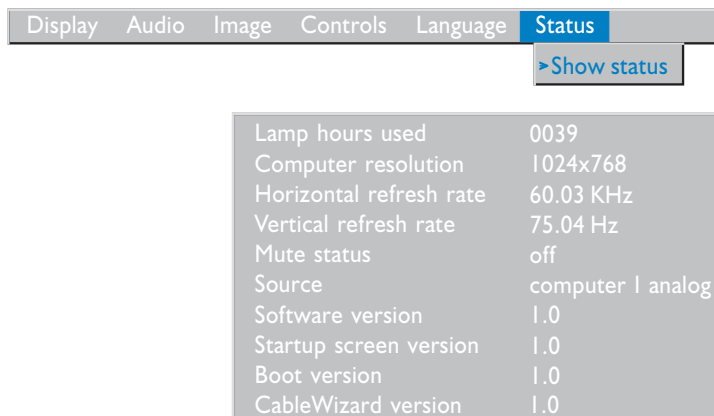 Display Audio Image Controls Language Status
>Show status
Lamp hours used 0039
Computer resolution 1024x768
Horizontal refresh rate 60.03 KHz
Vertical refresh rate 75.04 Hz
Mute status off
Source computer 1 analog
Software version 1.0
Startup screen version 1.0
Boot version 1.0
CableWizard version 1.0